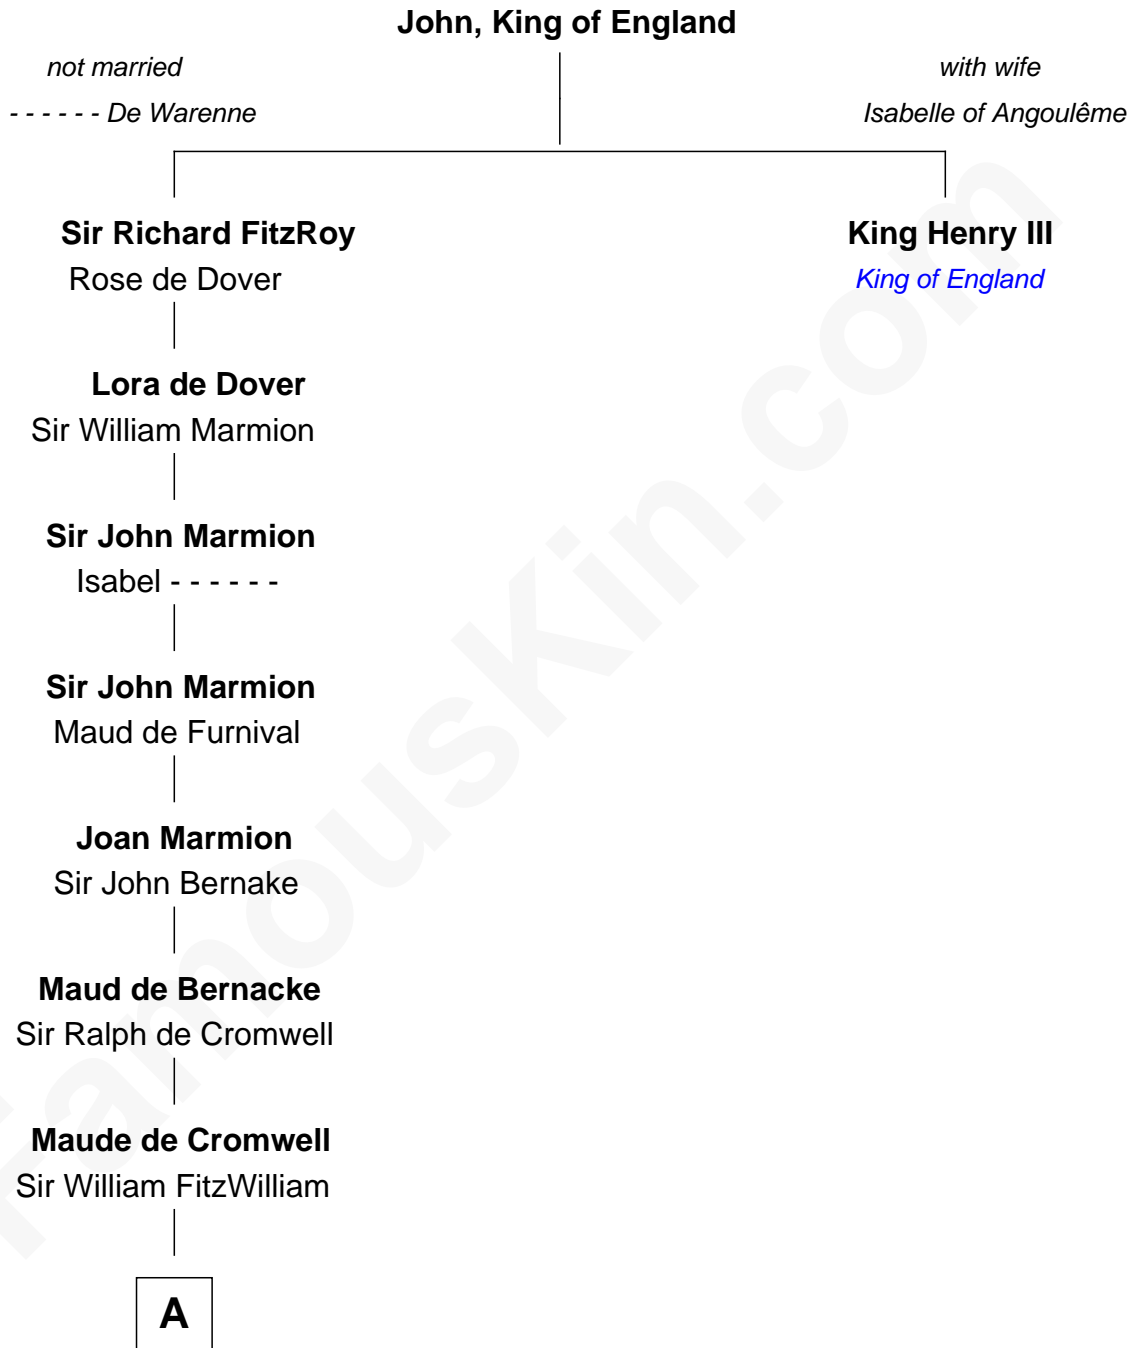 John, King of England
not married
with wife
- - - - - - De Warenne
Isabelle of Angoulême
Sir Richard FitzRoy
King Henry III
Rose de Dover
King of England
Lora de Dover
Sir William Marmion
Sir John Marmion
Isabel - - - - - -
Sir John Marmion
Maud de Furnival
Joan Marmion
Sir John Bernake
Maud de Bernacke
Sir Ralph de Cromwell
Maude de Cromwell
Sir William FitzWilliam
A
FamousKin.com